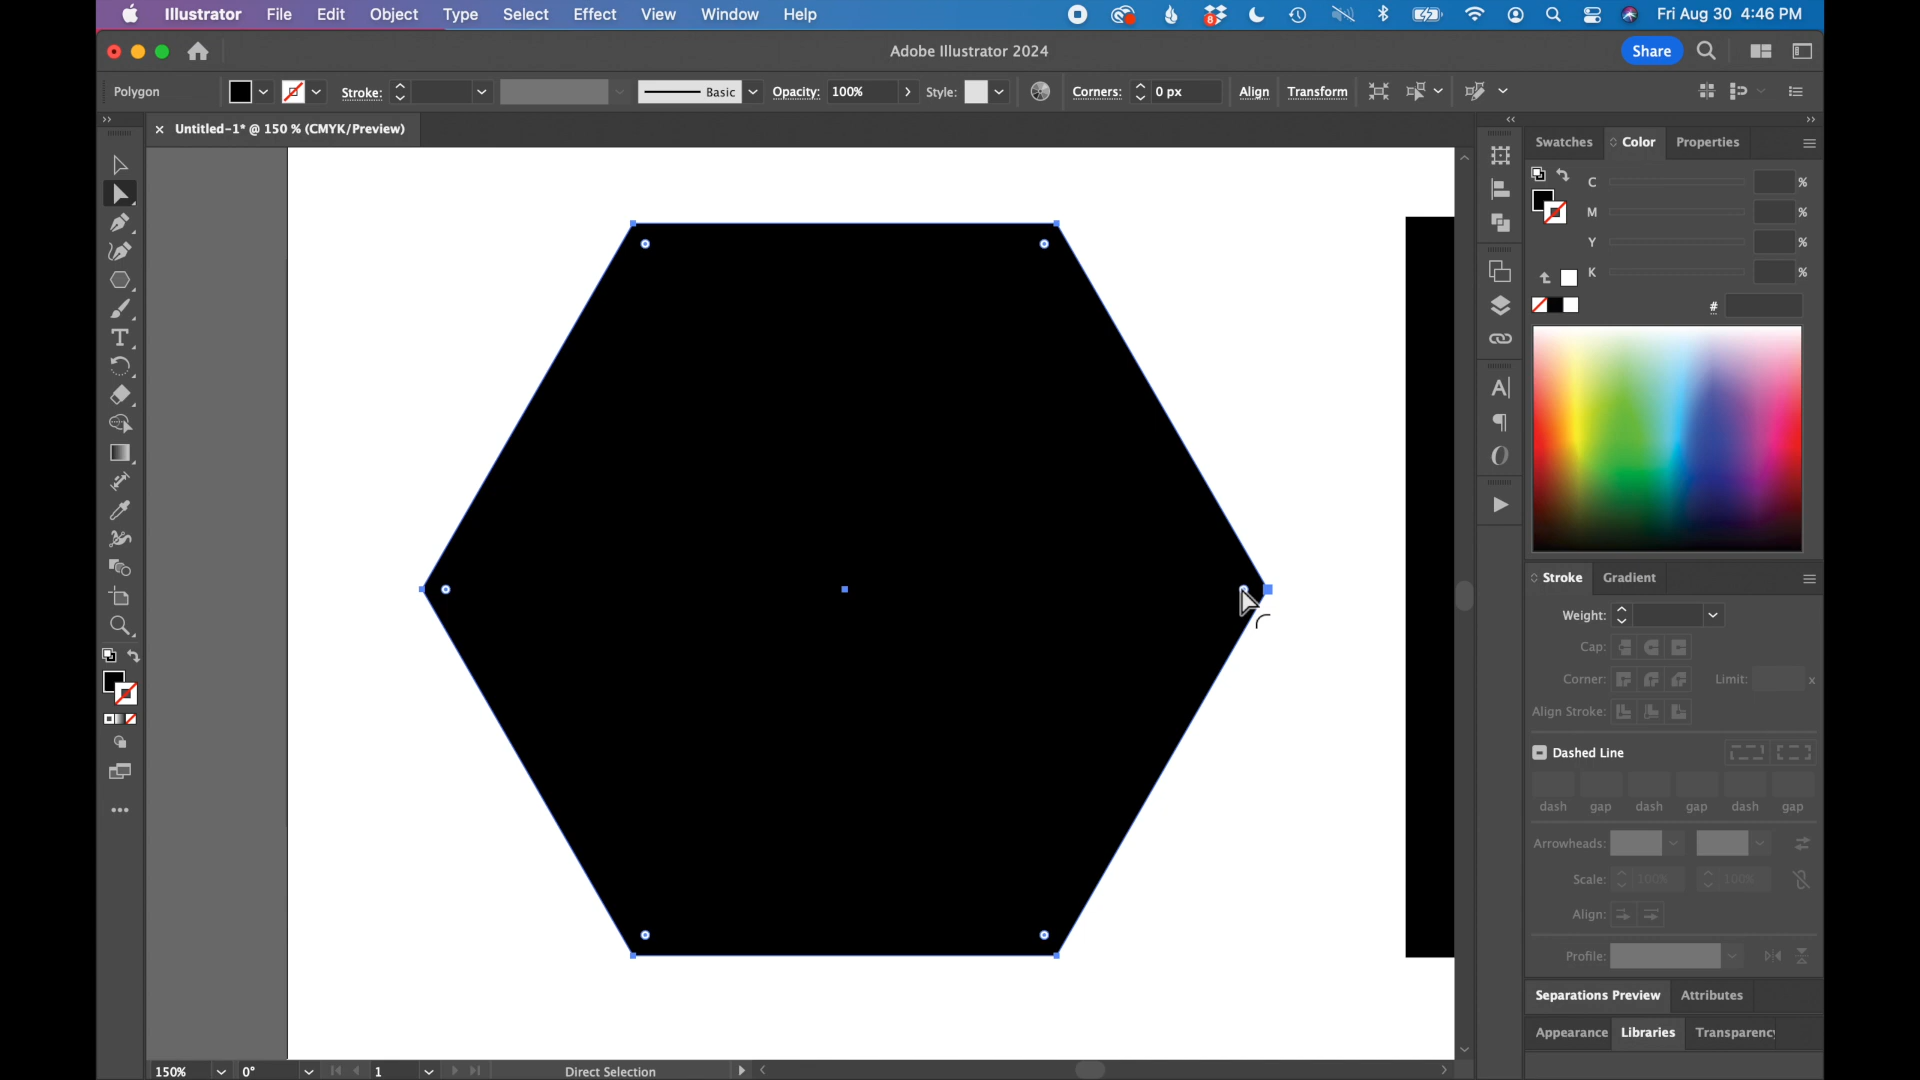 Illustrator File Edit Object Type Select Effect View Window Help
8
Fri Aug 30 4:46 PM
Adobe Illustrator 2024
Share
Polygon
Stroke:
Basic
Opacity: 100%
Style:
Corners: 0 px
Align
Transform
× Untitled-1* @ 150 % (CMYK/Preview)
Swatches Color Properties
C %
M %
Y %
K %
#
Stroke Gradient
Weight:
Cap:
Corner: Limit: x
Align Stroke:
Dashed Line
dash gap dash gap dash gap
Arrowheads:
Scale: 100% 100%
Align:
Profile:
Separations Preview Attributes
Appearance Libraries Transparency
150% 0° 1 Direct Selection